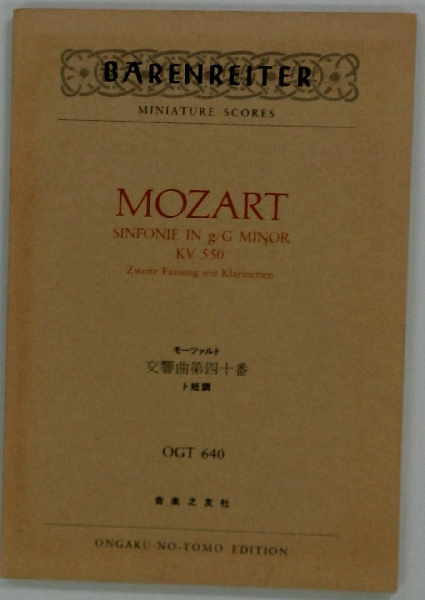 BÄRENREITER
MINIATURE SCORES
MOZART
SINFONIE IN g/G MINOR
KV 550
Zweite Fassung mit Klarinetten
モーツァルト
交響曲第四十番
ト短調
OGT 640
音楽之友社
ONGAKU-NO-TOMO EDITION